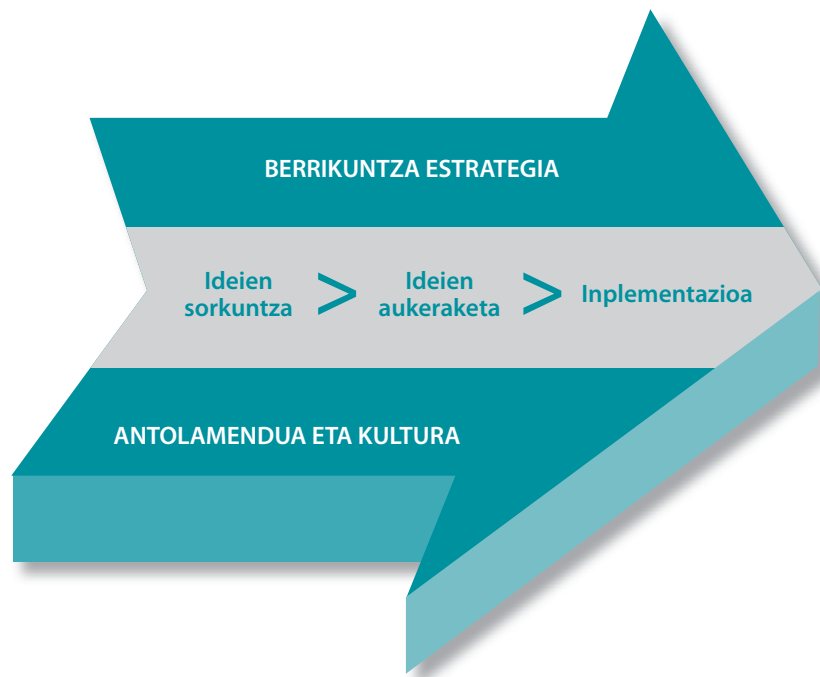 BERRIKUNTZA ESTRATEGIA
Ideien
sorkuntza
>
Ideien
aukeraketa
>
Inplementazioa
ANTOLAMENDUA ETA KULTURA